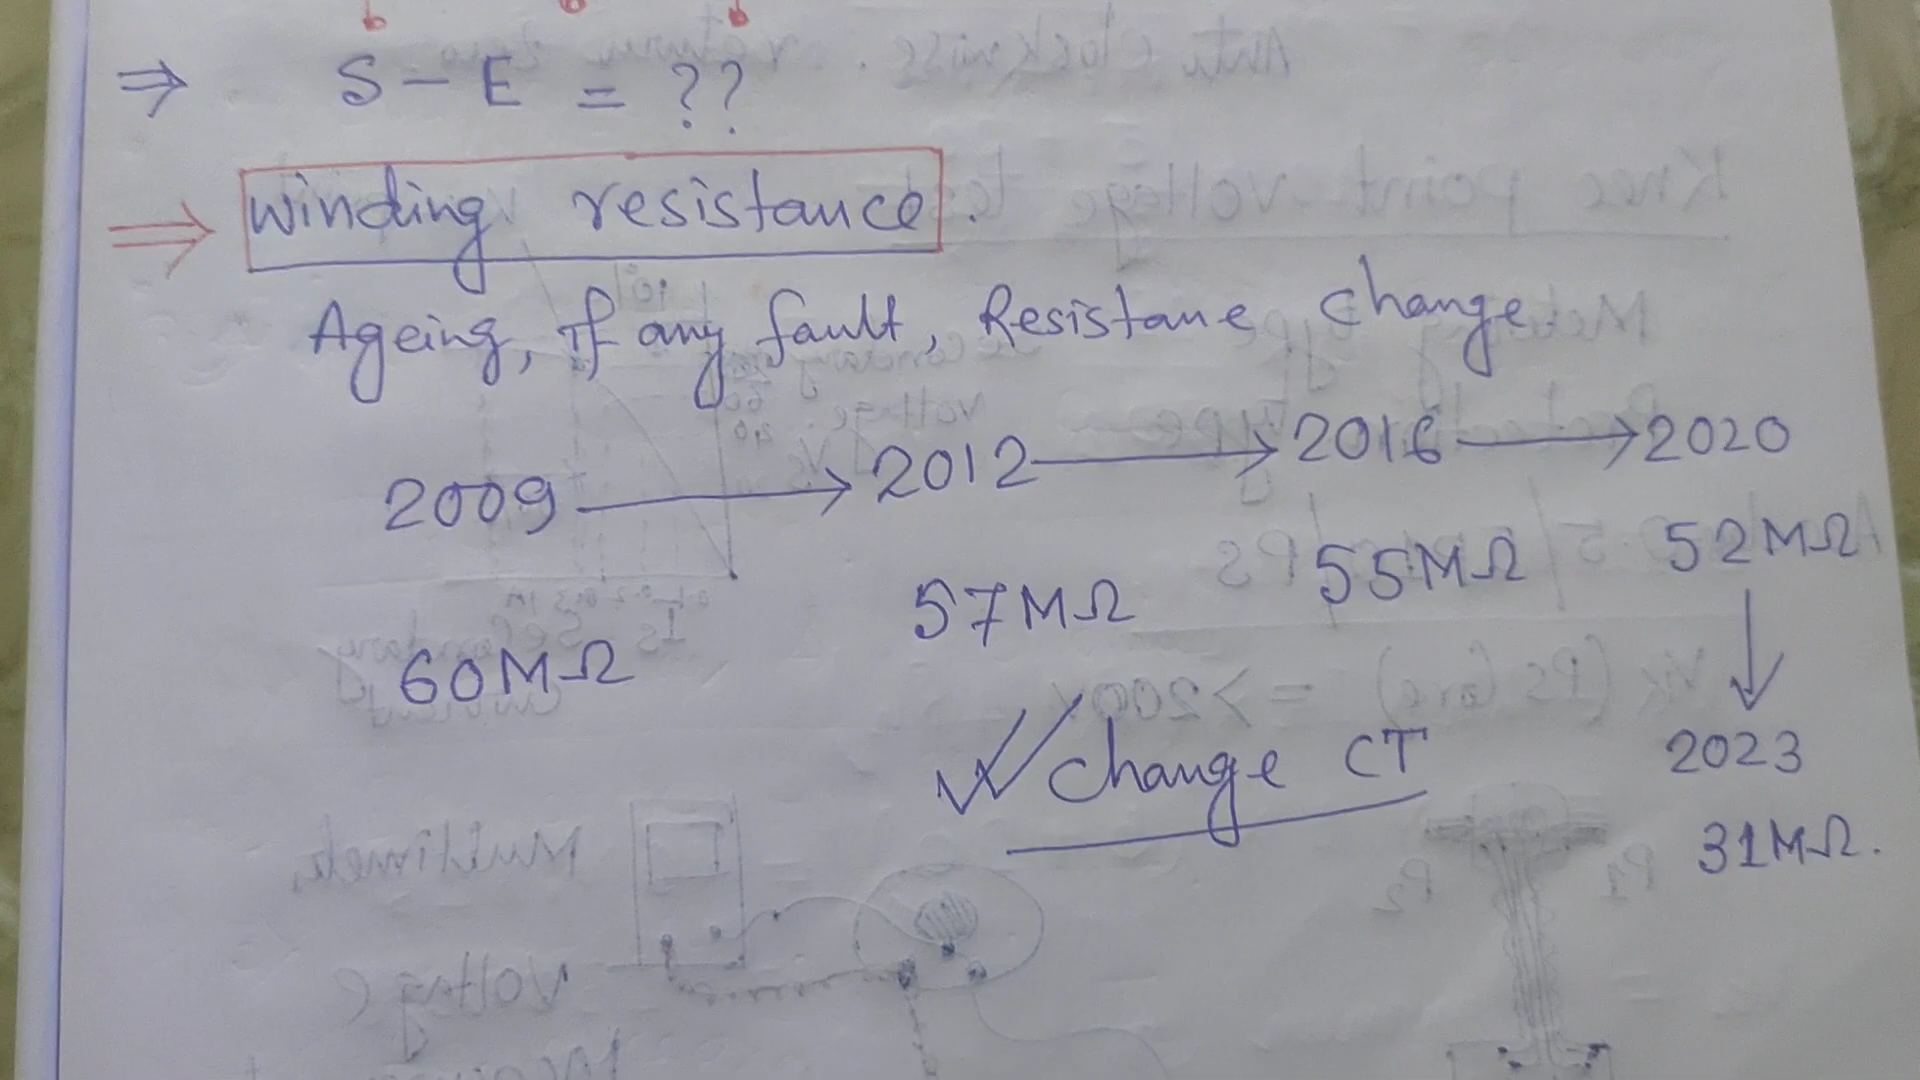 ⇒ S - E = ??
⇒ Winding resistance.
Ageing, if any fault, Resistane change
2009 → 2012 → 2016 → 2020
60MΩ 57MΩ 55MΩ 52MΩ
↓
2023
Change CT
31MΩ.